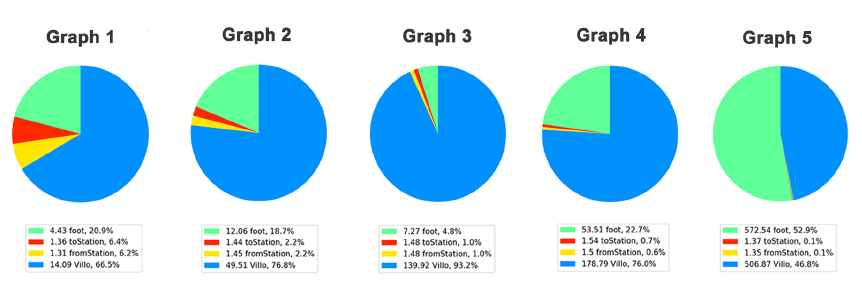 Graph 1
Graph 2
Graph 3
Graph 4
Graph 5
4.43 foot, 20.9%
1.36 toStation, 6.4%
1.31 fromStation, 6.2%
14.09 Villo, 66.5%
12.06 foot, 18.7%
1.44 toStation, 2.2%
1.45 fromStation, 2.2%
49.51 Villo, 76.8%
7.27 foot, 4.8%
1.48 toStation, 1.0%
1.48 fromStation, 1.0%
139.92 Villo, 93.2%
53.51 foot, 22.7%
1.54 toStation, 0.7%
1.5 fromStation, 0.6%
178.79 Villo, 76.0%
572.54 foot, 52.9%
1.37 toStation, 0.1%
1.35 fromStation, 0.1%
506.87 Villo, 46.8%